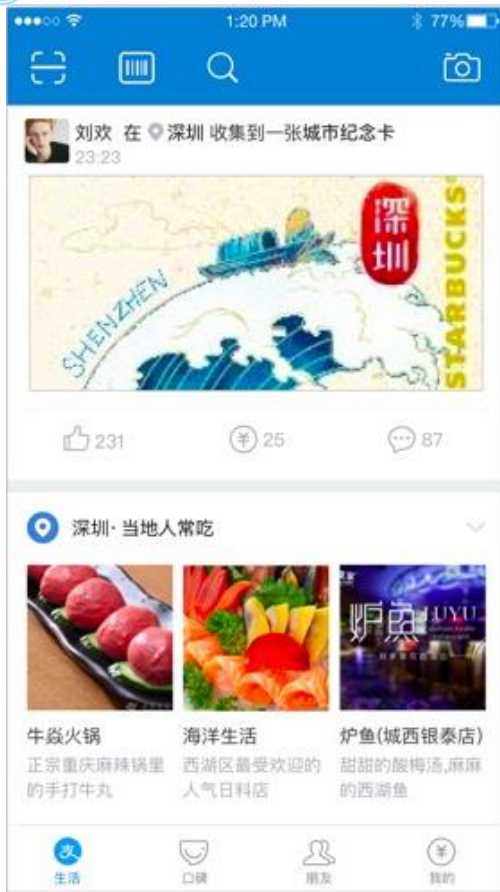 1:20 PM
77%
刘欢 在 深圳 收集到一张城市纪念卡
23:23
深圳
SHENZHEN
STARBUCKS
231
25
87
深圳·当地人常吃
炉魚 LUYU
牛焱火锅
海洋生活
炉鱼(城西银泰店)
正宗重庆麻辣锅里
的手打牛丸
西湖区最受欢迎的
人气日料店
甜甜的酸梅汤,麻麻
的西湖鱼
支
生活
口碑
朋友
我的